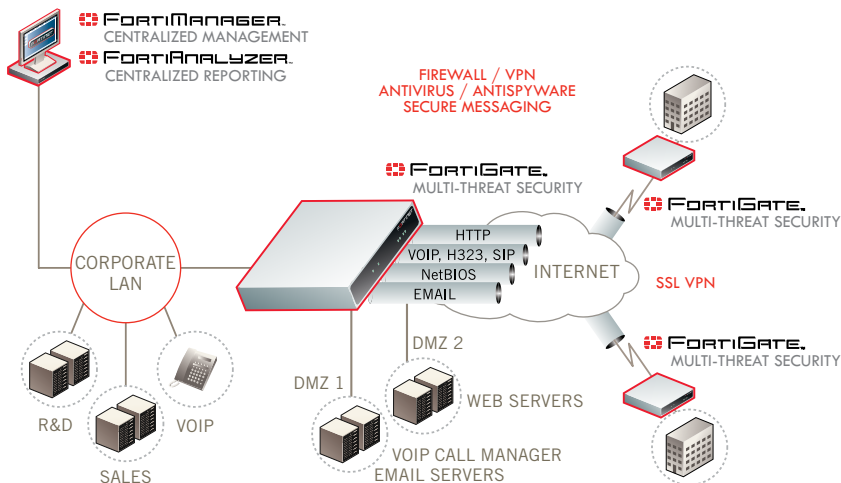 FORTIMANAGER
CENTRALIZED MANAGEMENT
FORTIANALYZER
CENTRALIZED REPORTING
FIREWALL / VPN
ANTIVIRUS / ANTISPYWARE
SECURE MESSAGING
FORTIGATE
MULTI-THREAT SECURITY
FORTIGATE
MULTI-THREAT SECURITY
HTTP
VOIP, H323, SIP
NetBIOS
EMAIL
INTERNET
CORPORATE
LAN
SSL VPN
FORTIGATE
MULTI-THREAT SECURITY
DMZ 2
DMZ 1
WEB SERVERS
R&D
VOIP
VOIP CALL MANAGER
EMAIL SERVERS
SALES